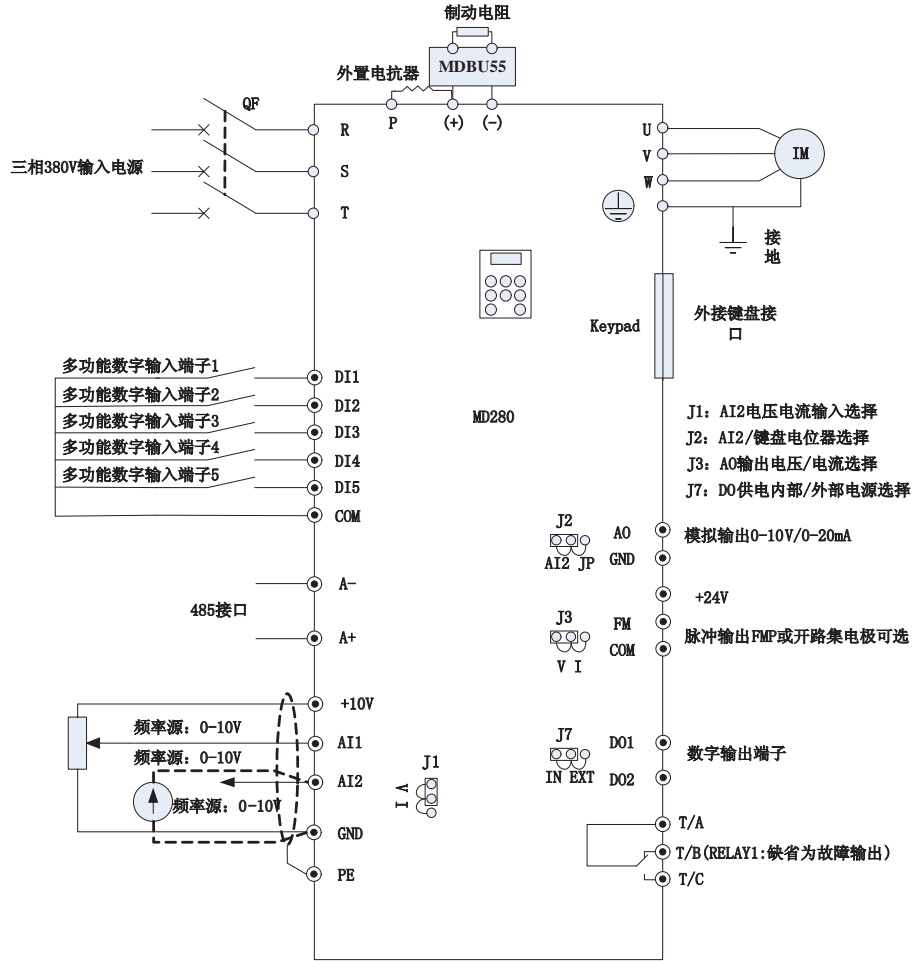 制动电阻
MDBU55
外置电抗器
QF
P
(+)
(-)
R
S
T
三相380V输入电源
U
V
W
IM
接
地
Keypad
外接键盘接
口
多功能数字输入端子1
多功能数字输入端子2
多功能数字输入端子3
多功能数字输入端子4
多功能数字输入端子5
DI1
DI2
DI3
DI4
DI5
COM
MD280
J1: AI2电压电流输入选择
J2: AI2/键盘电位器选择
J3: AO输出电压/电流选择
J7: DO供电内部/外部电源选择
J2
AI2 JP
AO
GND
模拟输出0-10V/0-20mA
+24V
A-
485接口
A+
J3
V I
FM
COM
脉冲输出FMP或开路集电极可选
+10V
频率源: 0-10V
AI1
频率源: 0-10V
AI2
频率源: 0-10V
GND
PE
J1
V
I
J7
IN EXT
DO1
DO2
数字输出端子
T/A
T/B(RELAY1:缺省为故障输出)
T/C